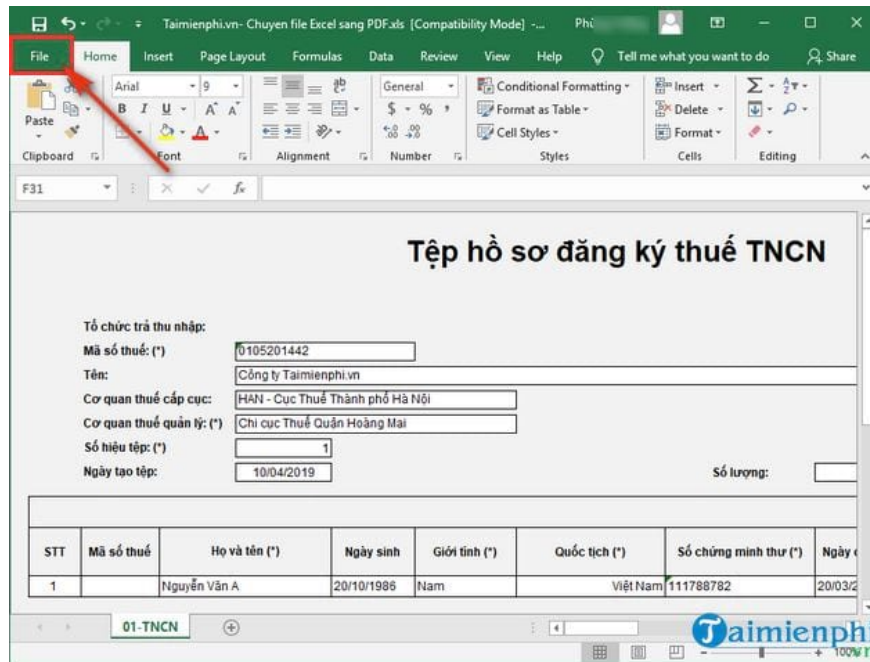 Taimienphi.vn- Chuyen file Excel sang PDF.xls [Compatibility Mode] -... Phù
File Home Insert Page Layout Formulas Data Review View Help Tell me what you want to do Share
Arial 9 General Conditional Formatting Insert
Paste B I U A A $ % Format as Table Delete
Cell Styles Format
Clipboard Font Alignment Number Styles Cells Editing
F31 fx
Tệp hồ sơ đăng ký thuế TNCN
Tổ chức trả thu nhập:
Mã số thuế: (*) 0105201442
Tên: Công ty Taimienphi.vn
Cơ quan thuế cấp cục: HAN - Cục Thuế Thành phố Hà Nội
Cơ quan thuế quản lý: (*) Chi cục Thuế Quận Hoàng Mai
Số hiệu tệp: (*) 1
Ngày tạo tệp: 10/04/2019 Số lượng:
STT Mã số thuế Họ và tên (*) Ngày sinh Giới tính (*) Quốc tịch (*) Số chứng minh thư (*) Ngày
1 Nguyễn Văn A 20/10/1986 Nam Việt Nam 111788782 20/03/2
01-TNCN
Taimienphi
100%